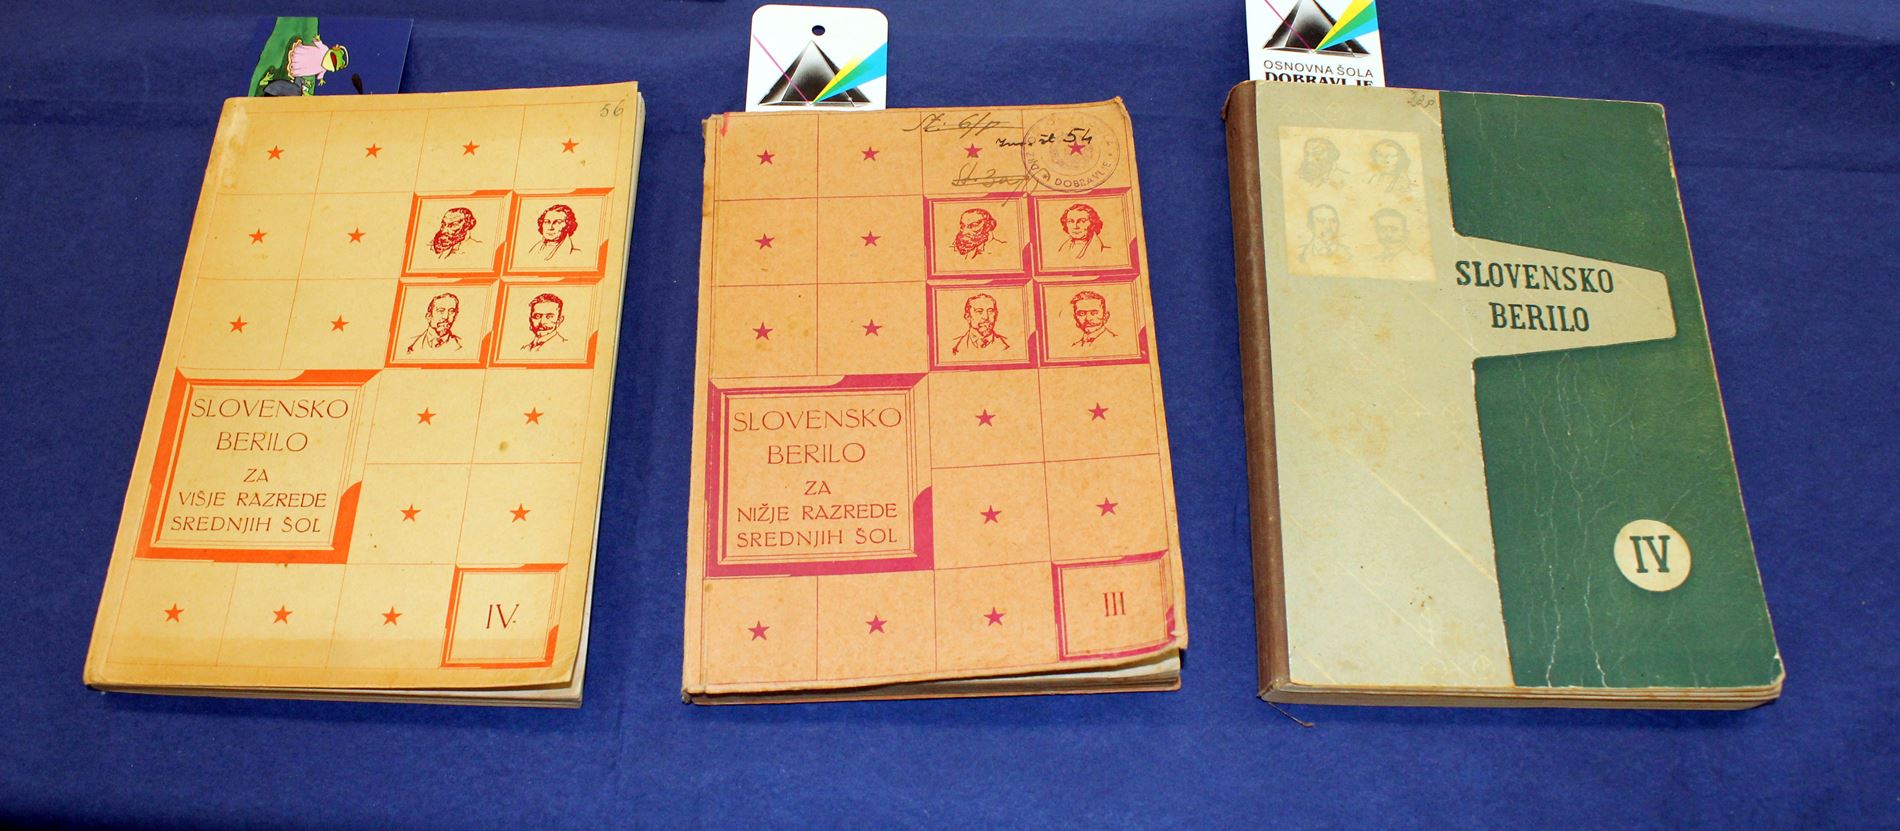 56
SLOVENSKO
BERILO
ZA
VIŠJE RAZREDE
SREDNJIH ŠOL
IV.
54
DOBRAVLJE
SLOVENSKO
BERILO
ZA
NIŽJE RAZREDE
SREDNJIH ŠOL
III
OSNOVNA ŠOLA
DOBRAVLJE
SLOVENSKO
BERILO
IV